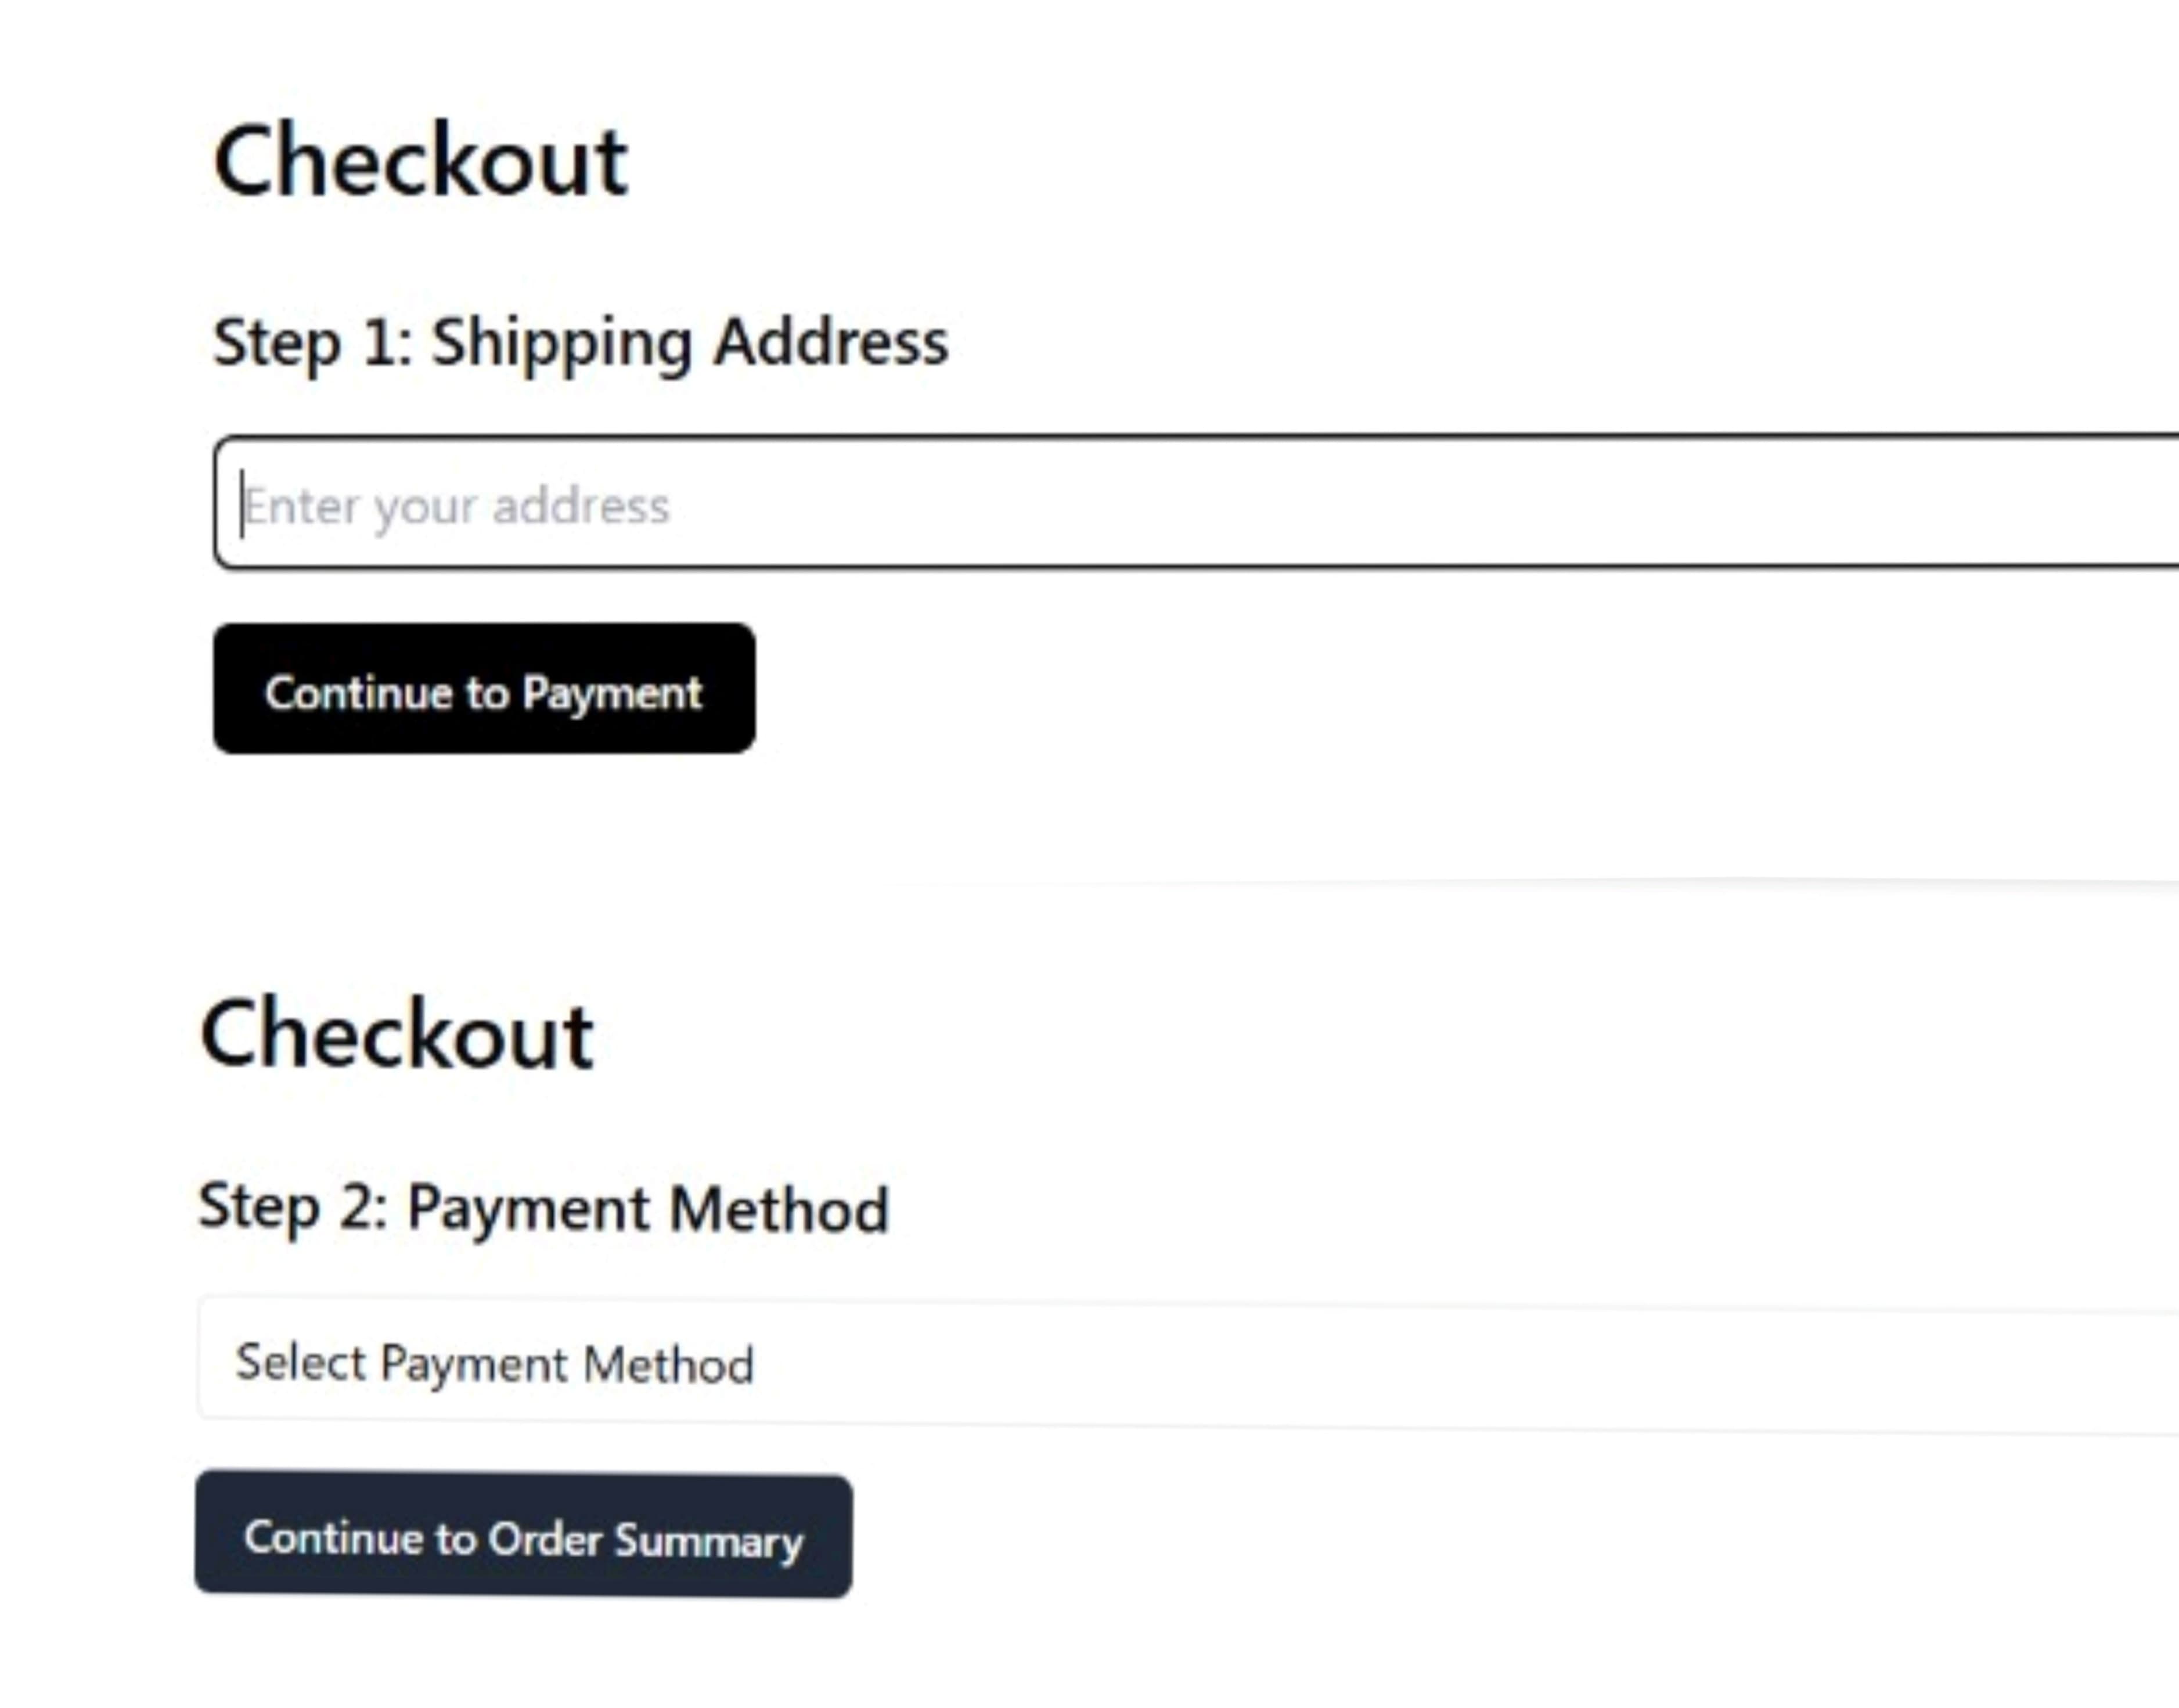 Checkout
Step 1: Shipping Address
Enter your address
Continue to Payment
Checkout
Step 2: Payment Method
Select Payment Method
Continue to Order Summary